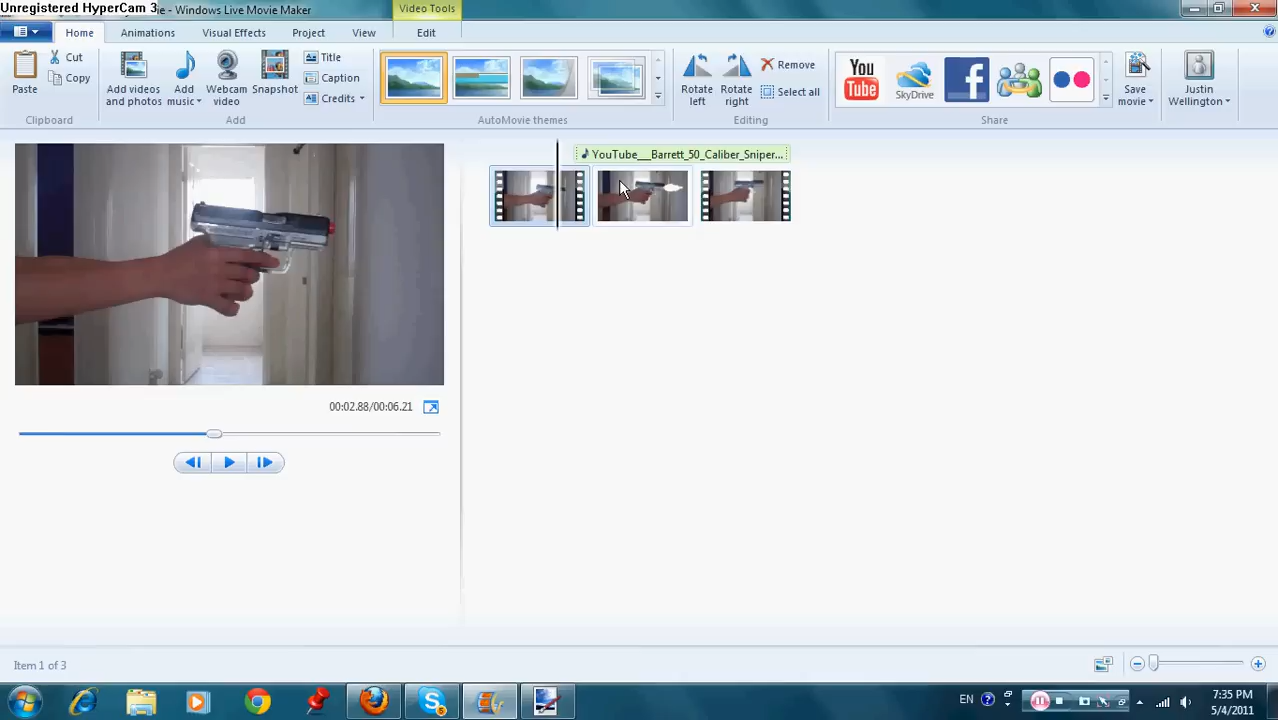 Unregistered HyperCam 3
ie - Windows Live Movie Maker
Video Tools
Home
Animations
Visual Effects
Project
View
Edit
Paste
Cut
Copy
Clipboard
Add videos and photos
Add music
Webcam video
Snapshot
Title
Caption
Credits
Add
AutoMovie themes
Rotate left
Rotate right
Remove
Select all
Editing
You Tube
SkyDrive
f
Share
Save movie
Justin Wellington
YouTube___Barrett_50_Caliber_Sniper...
00:02.88/00:06.21
Item 1 of 3
S
5
EN
?
7:35 PM
5/4/2011